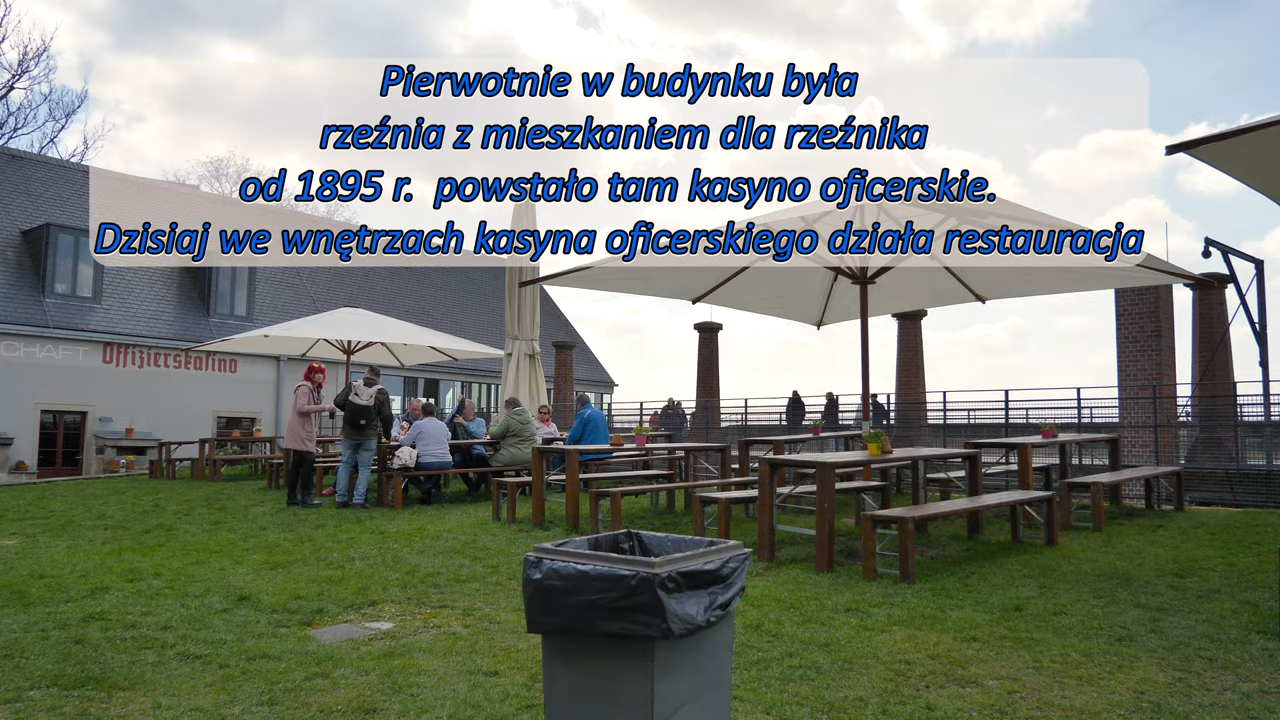 Pierwotnie w budynku była
rzeźnia z mieszkaniem dla rzeźnika
od 1895 r.  powstało tam kasyno oficerskie.
Dzisiaj we wnętrzach kasyna oficerskiego działa restauracja
CHAFT Offizierskasino